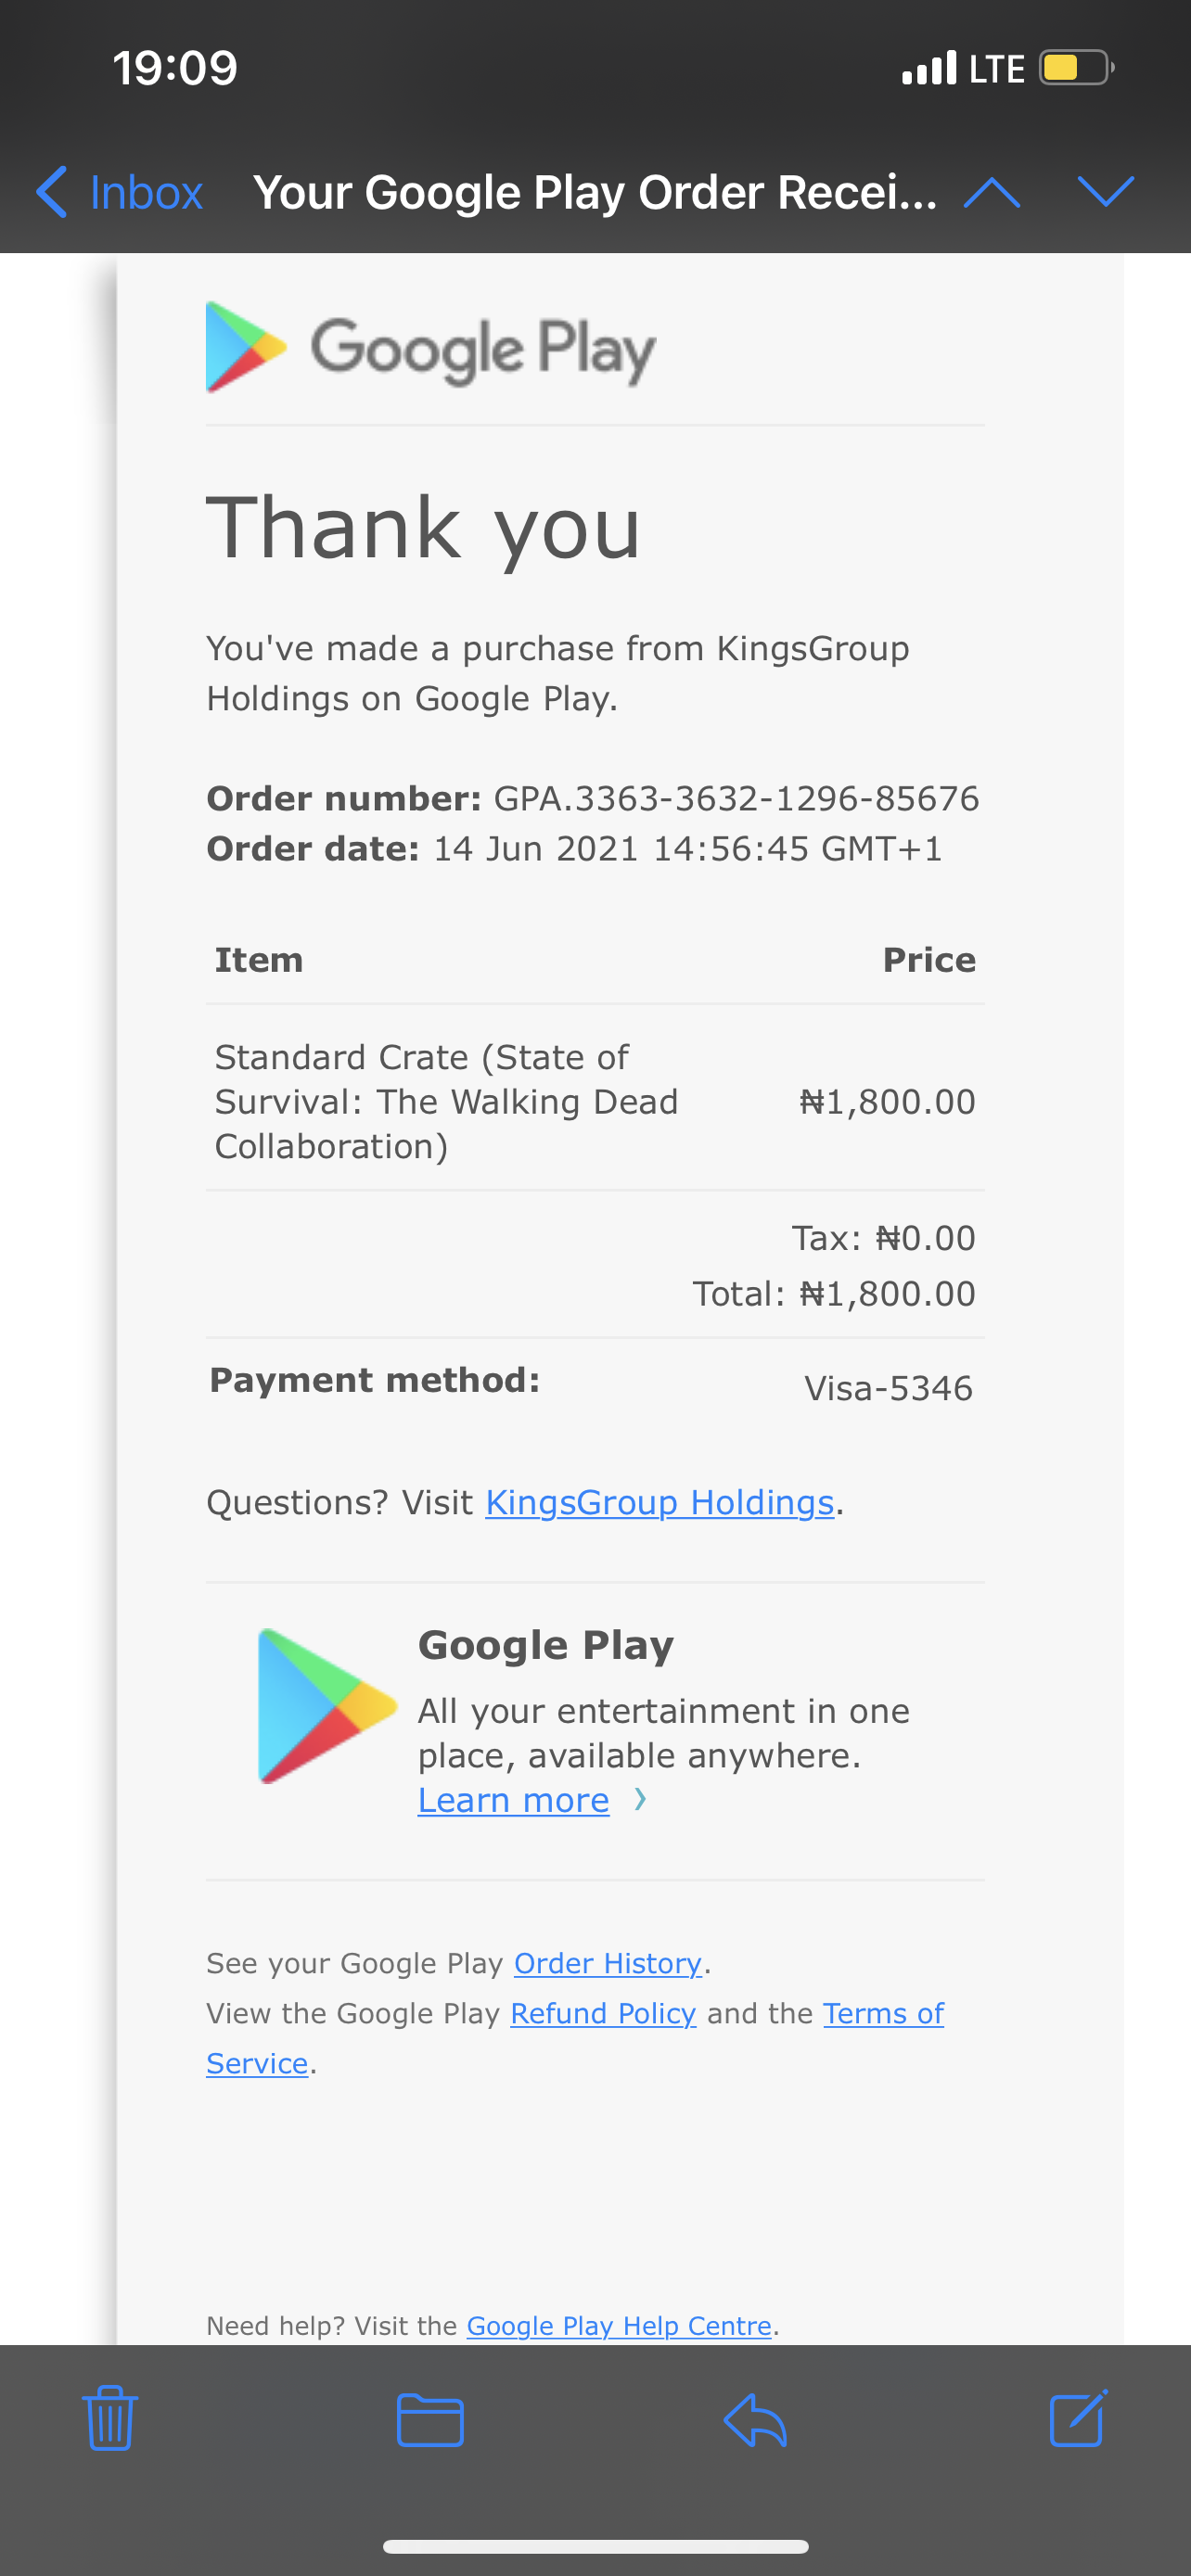 19:09
LTE
Inbox Your Google Play Order Recei...
Google Play
Thank you
You've made a purchase from KingsGroup
Holdings on Google Play.
Order number: GPA.3363-3632-1296-85676
Order date: 14 Jun 2021 14:56:45 GMT+1
Item Price
Standard Crate (State of
Survival: The Walking Dead ₦1,800.00
Collaboration)
Tax: ₦0.00
Total: ₦1,800.00
Payment method: Visa-5346
Questions? Visit KingsGroup Holdings.
Google Play
All your entertainment in one
place, available anywhere.
Learn more ›
See your Google Play Order History.
View the Google Play Refund Policy and the Terms of
Service.
Need help? Visit the Google Play Help Centre.